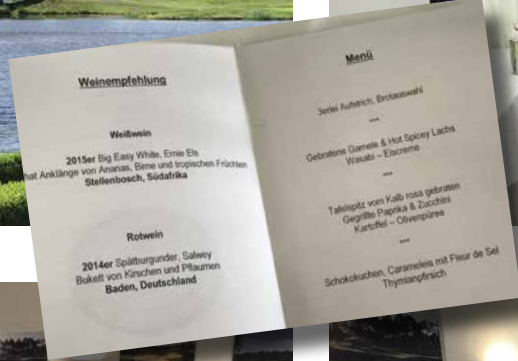 Weinempfehlung
Weißwein
2015er Big Easy White, Ernie Els
hat Anklänge von Ananas, Birne und tropischen Früchten
Stellenbosch, Südafrika
Rotwein
2014er Spätburgunder, Salwey
Bukett von Kirschen und Pflaumen
Baden, Deutschland
Menü
3erlei Aufstrich, Brotauswahl
***
Gebratene Garnele & Hot Spicey Lachs
Wasabi – Eiscreme
***
Tafelspitz vom Kalb rosa gebraten
Gegrillte Paprika & Zucchini
Kartoffel – Olivenpüree
***
Schokokuchen, Carameleis mit Fleur de Sel
Thymianpfirsich